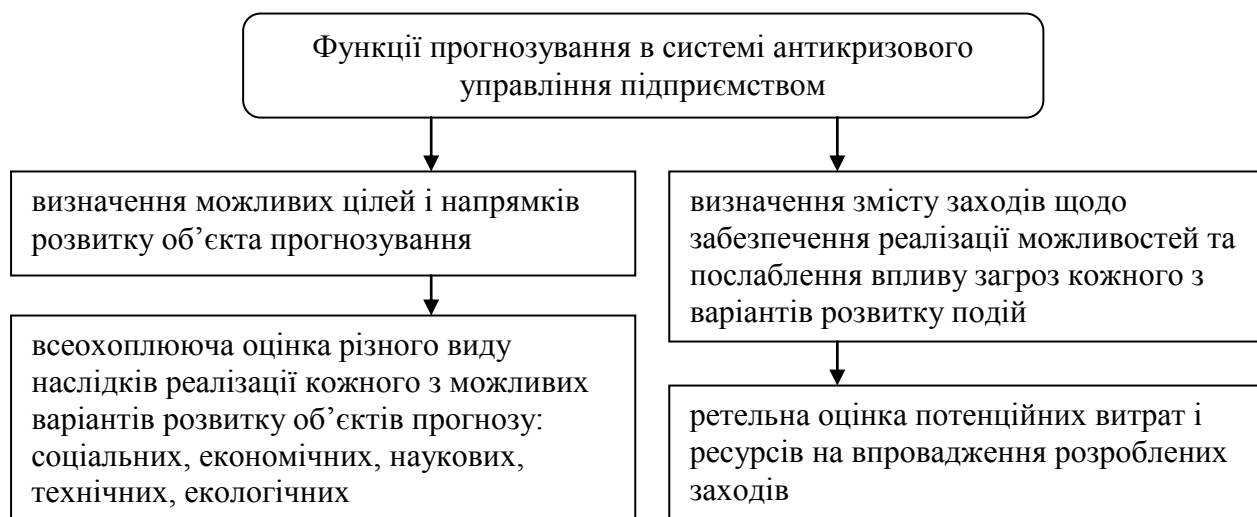 Функції прогнозування в системі антикризового
управління підприємством
визначення можливих цілей і напрямків
розвитку об’єкта прогнозування
всеохоплююча оцінка різного виду
наслідків реалізації кожного з можливих
варіантів розвитку об’єктів прогнозу:
соціальних, економічних, наукових,
технічних, екологічних
визначення змісту заходів щодо
забезпечення реалізації можливостей та
послаблення впливу загроз кожного з
варіантів розвитку подій
ретельна оцінка потенційних витрат і
ресурсів на впровадження розроблених
заходів